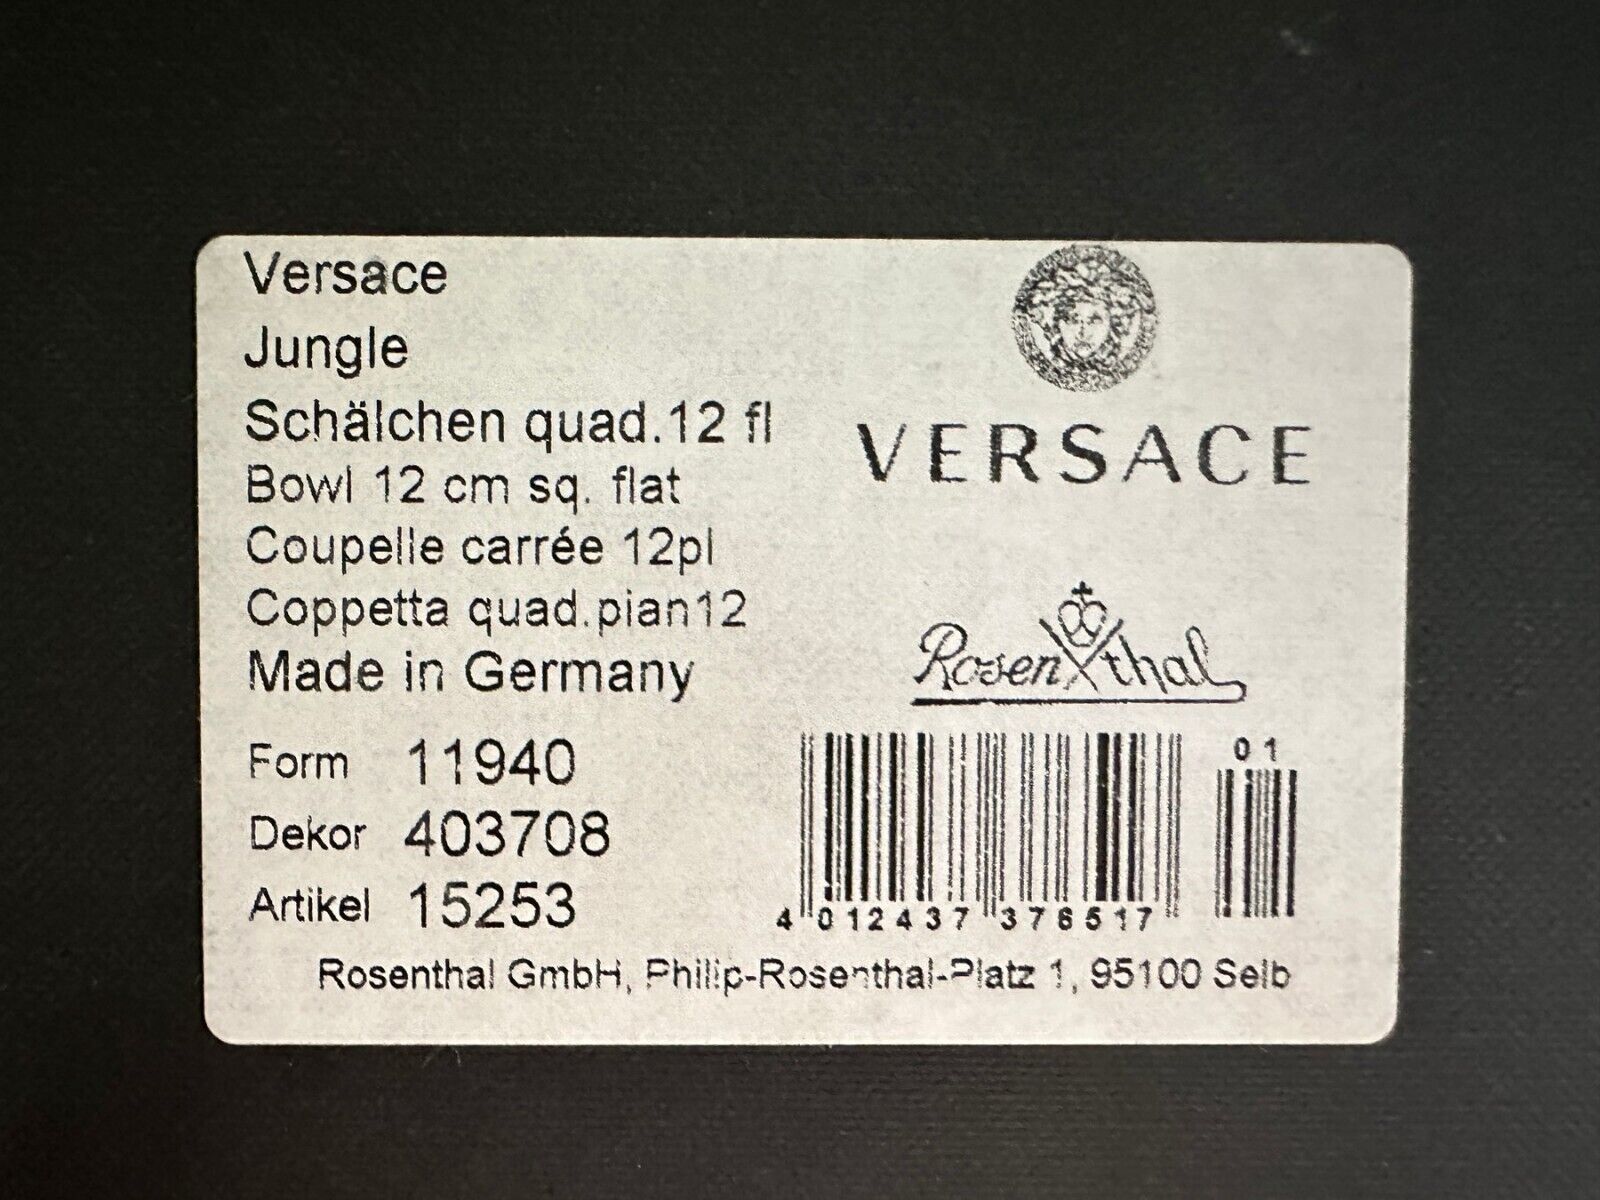 Versace
Jungle
Schälchen quad.12 fl
Bowl 12 cm sq. flat
Coupelle carrée 12pl
Coppetta quad.pian12
Made in Germany
Form 11940
Dekor 403708
Artikel 15253
VERSACE
Rosenthal
01
4 012437 376517
Rosenthal GmbH, Philip-Rosenthal-Platz 1, 95100 Selb